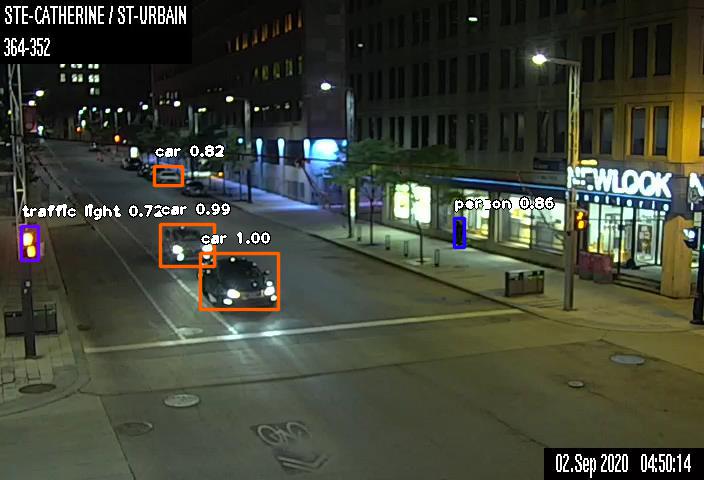 STE-CATHERINE / ST-URBAIN
364-352
car 0.82
traffic light 0.72
car 0.99
person 0.86
car 1.00
NEWLOOK
02.Sep 2020 04:50:14